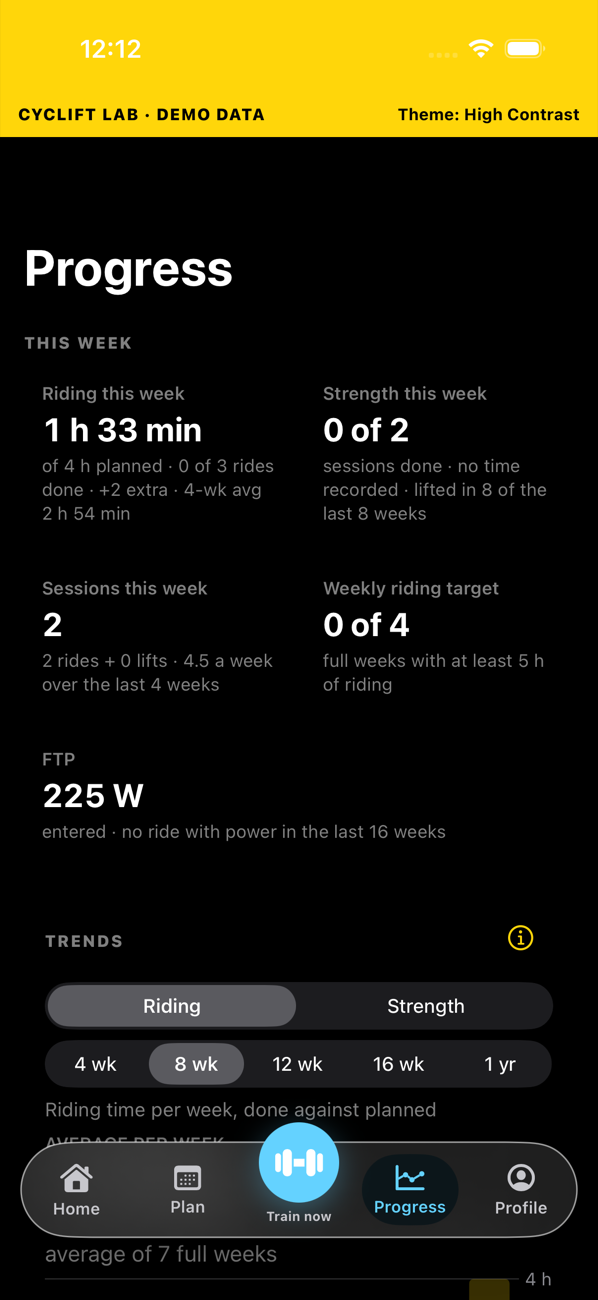 12:12
CYCLIFT LAB · DEMO DATA
Theme: High Contrast
Progress
THIS WEEK
Riding this week
1 h 33 min
of 4 h planned · 0 of 3 rides
done · +2 extra · 4-wk avg
2 h 54 min
Strength this week
0 of 2
sessions done · no time
recorded · lifted in 8 of the
last 8 weeks
Sessions this week
2
2 rides + 0 lifts · 4.5 a week
over the last 4 weeks
Weekly riding target
0 of 4
full weeks with at least 5 h
of riding
FTP
225 W
entered · no ride with power in the last 16 weeks
TRENDS
Riding
Strength
4 wk
8 wk
12 wk
16 wk
1 yr
Riding time per week, done against planned
AVERAGE PER WEEK
Home
Plan
Train now
Progress
Profile
average of 7 full weeks
4 h